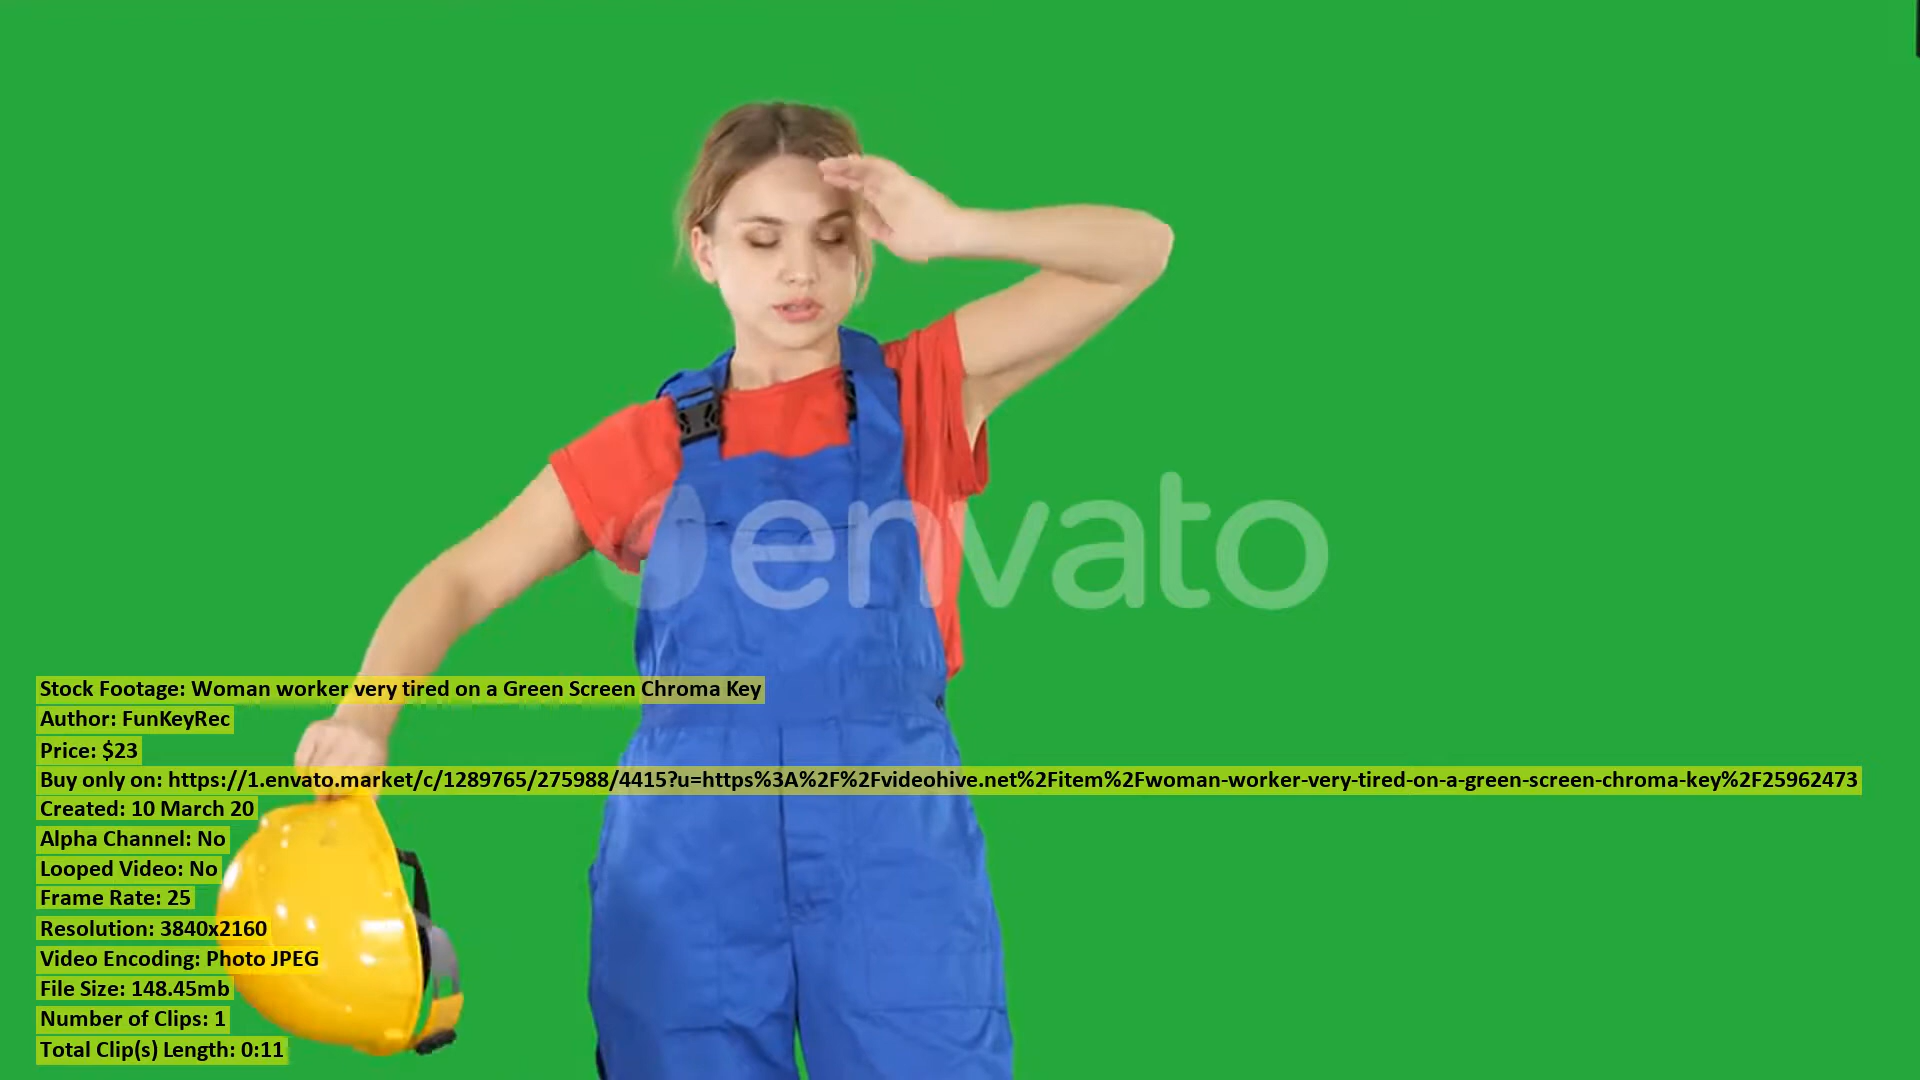 envato
Stock Footage: Woman worker very tired on a Green Screen Chroma Key
Author: FunKeyRec
Price: $23
Buy only on: https://1.envato.market/c/1289765/275988/4415?u=https%3A%2F%2Fvideohive.net%2Fitem%2Fwoman-worker-very-tired-on-a-green-screen-chroma-key%2F25962473
Created: 10 March 20
Alpha Channel: No
Looped Video: No
Frame Rate: 25
Resolution: 3840x2160
Video Encoding: Photo JPEG
File Size: 148.45mb
Number of Clips: 1
Total Clip(s) Length: 0:11